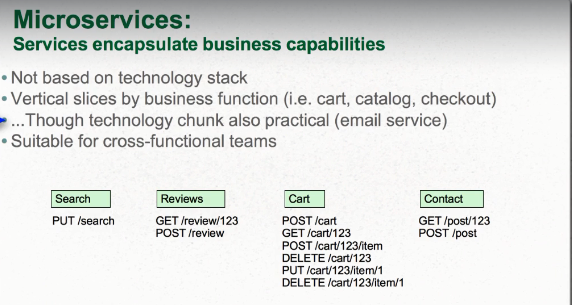 Microservices:
Services encapsulate business capabilities
• Not based on technology stack
• Vertical slices by business function (i.e. cart, catalog, checkout)
• ...Though technology chunk also practical (email service)
• Suitable for cross-functional teams
Search
PUT /search
Reviews
GET /review/123
POST /review
Cart
POST /cart
GET /cart/123
POST /cart/123/item
DELETE /cart/123
PUT /cart/123/item/1
DELETE /cart/123/item/1
Contact
GET /post/123
POST /post